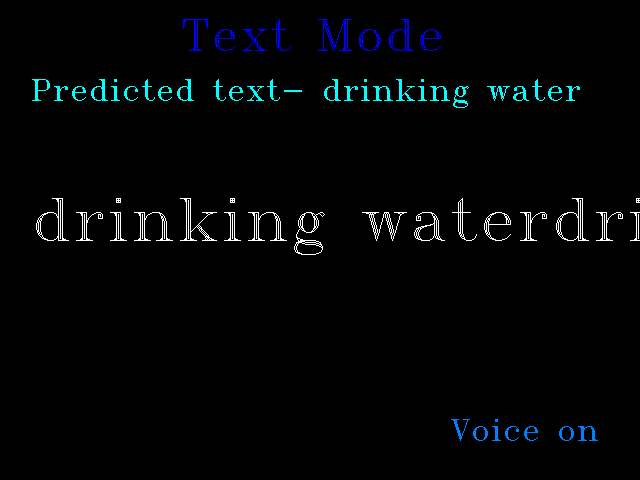 Text Mode
Predicted text- drinking water
drinking waterdri
Voice on